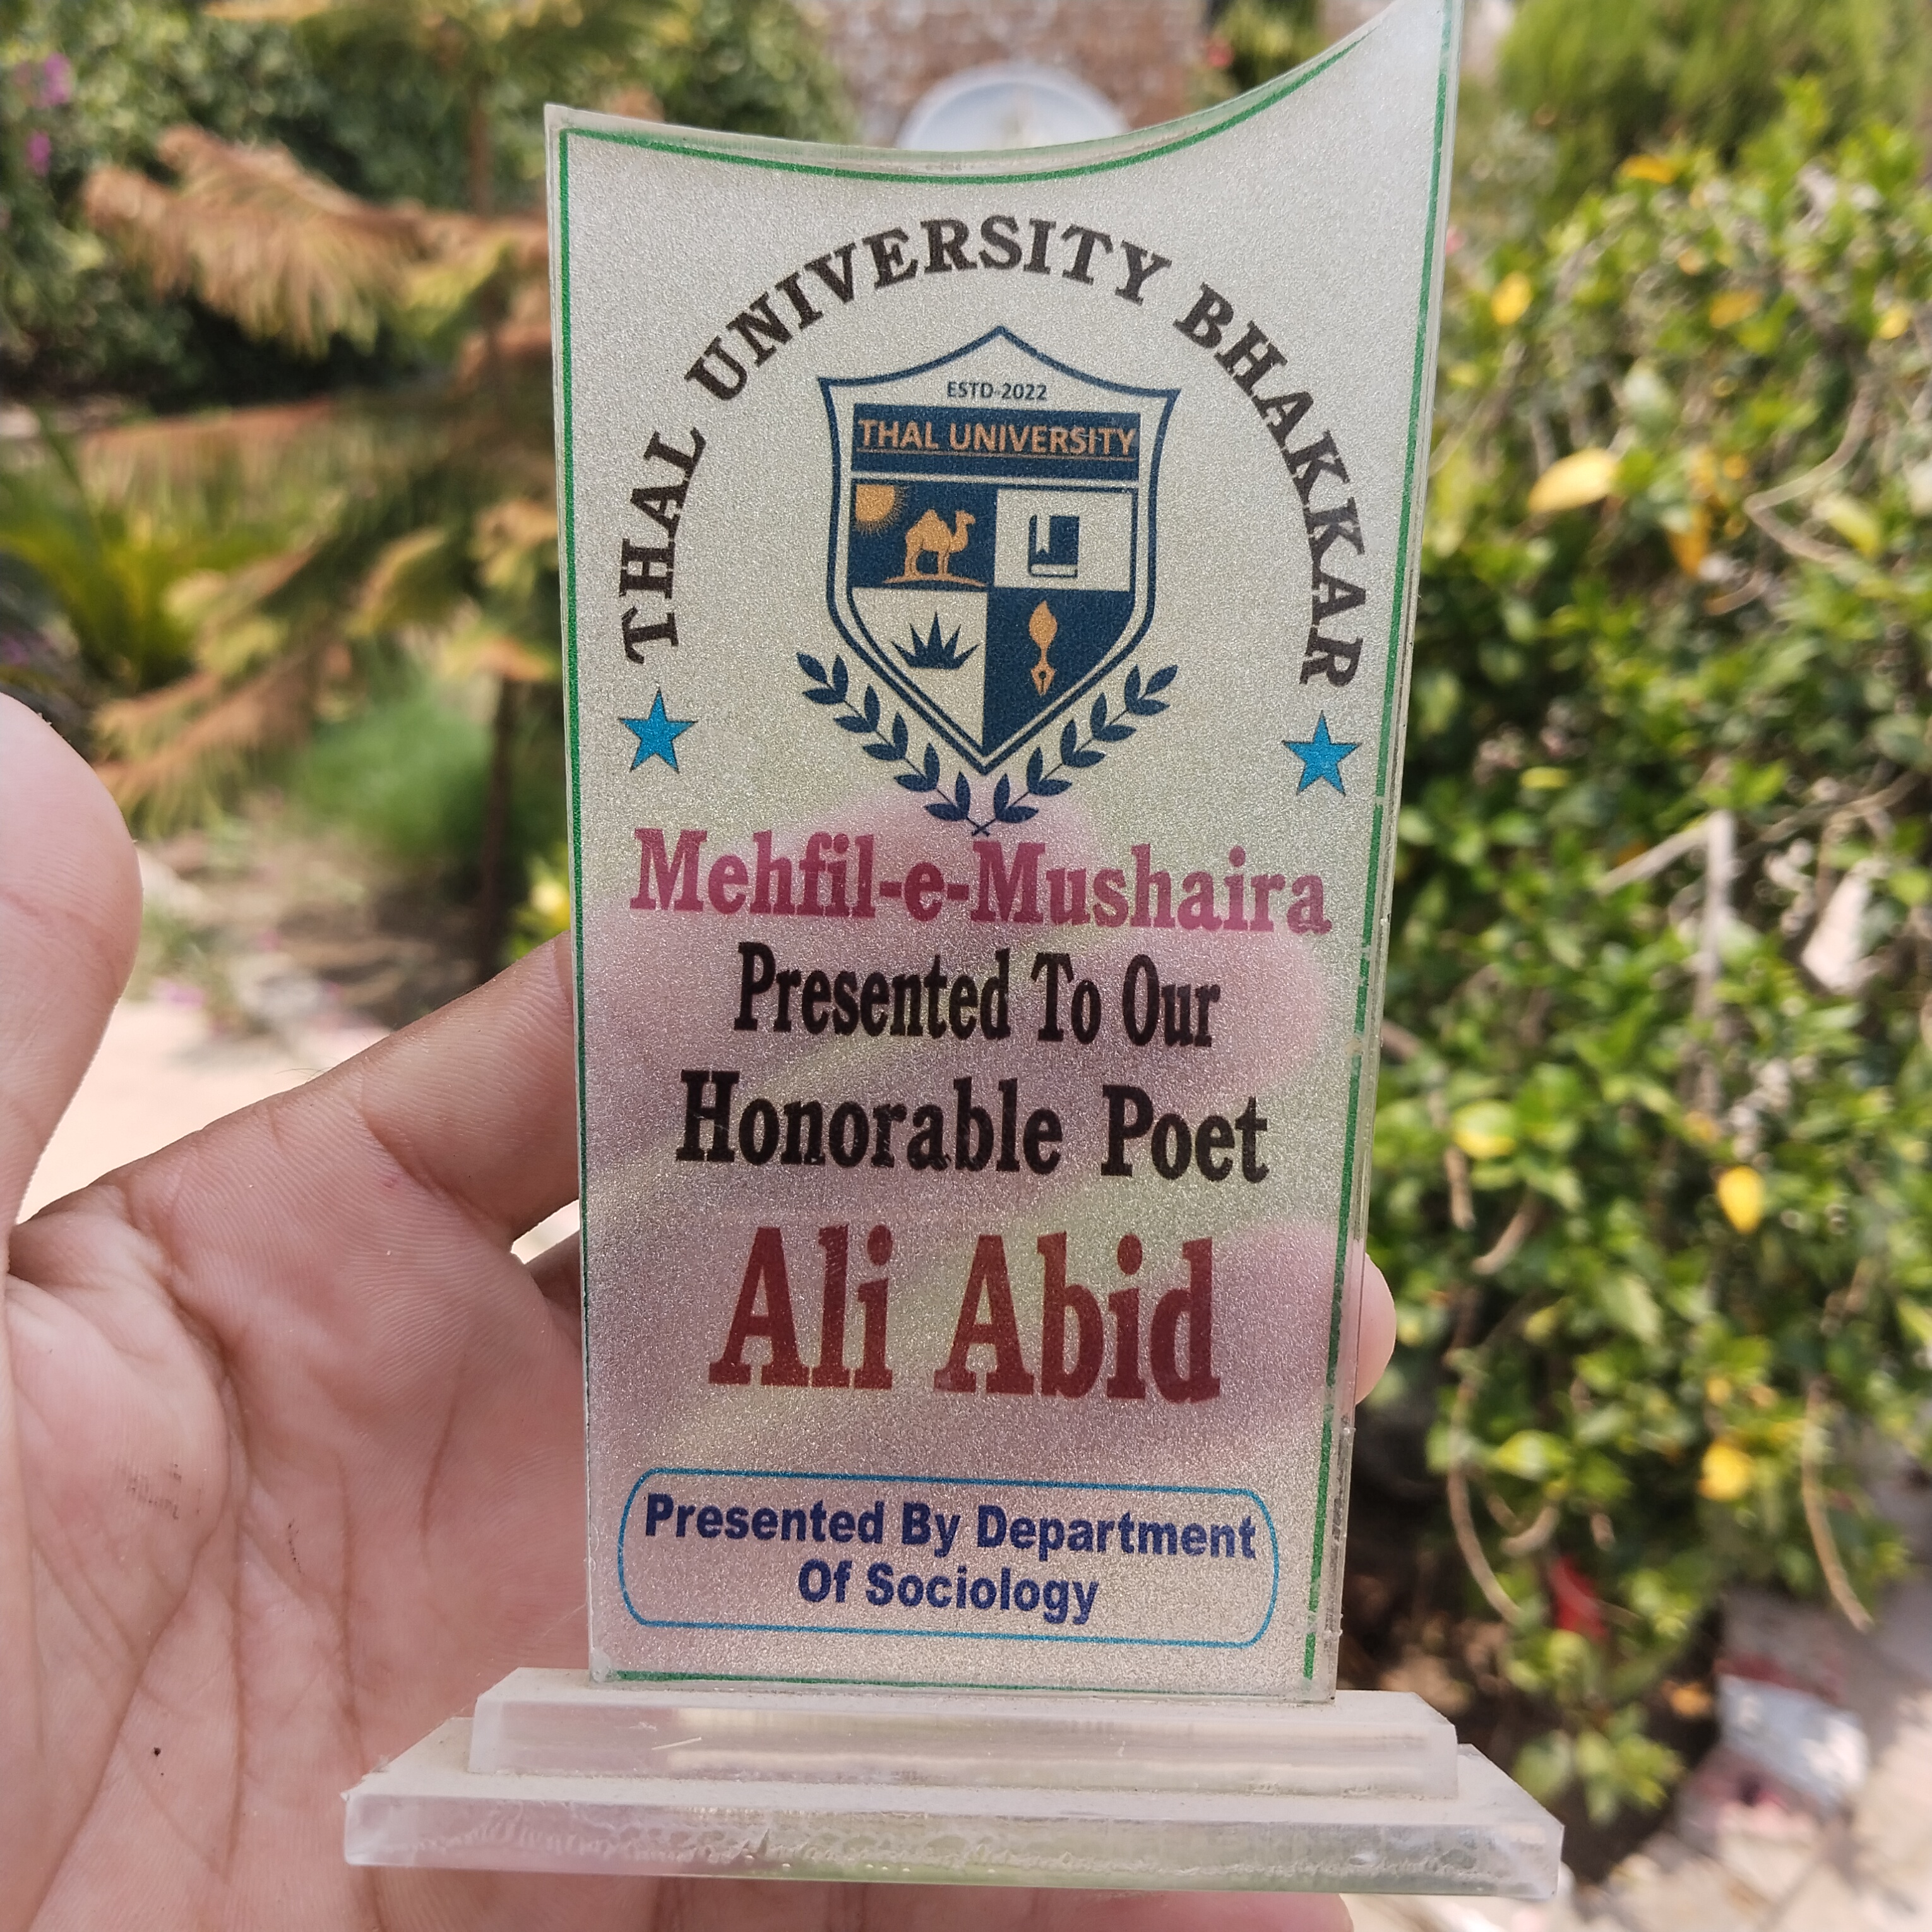 THAL UNIVERSITY BHAKKAR
ESTD-2022
THAL UNIVERSITY
Mehfil-e-Mushaira
Presented To Our
Honorable Poet
Ali Abid
Presented By Department
Of Sociology